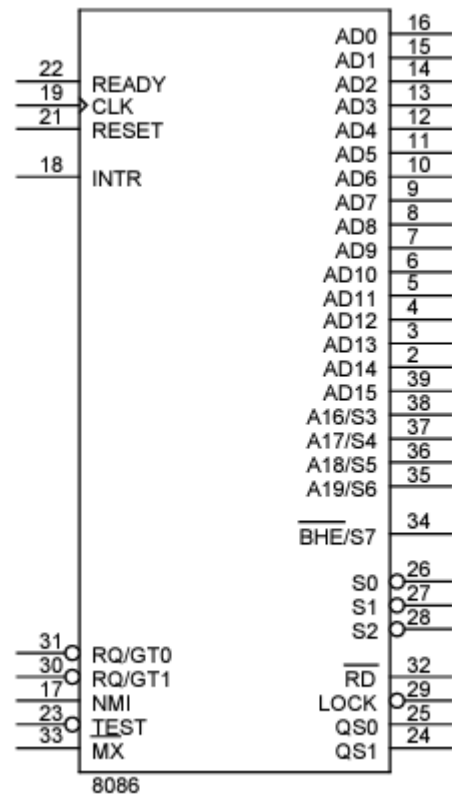 16
AD0
15
AD1
14
22
AD2
READY
13
19
AD3
CLK
12
21
AD4
RESET
11
AD5
10
18
AD6
INTR
9
AD7
8
AD8
7
AD9
6
AD10
5
AD11
4
AD12
3
AD13
2
AD14
39
AD15
38
A16/S3
37
A17/S4
36
A18/S5
35
A19/S6
34
BHE/S7
26
S0
27
S1
28
S2
31
RQ/GT0
32
30
RQ/GT1
RD
29
17
NMI
LOCK
25
23
TEST
QS0
24
33
MX
QS1
8086